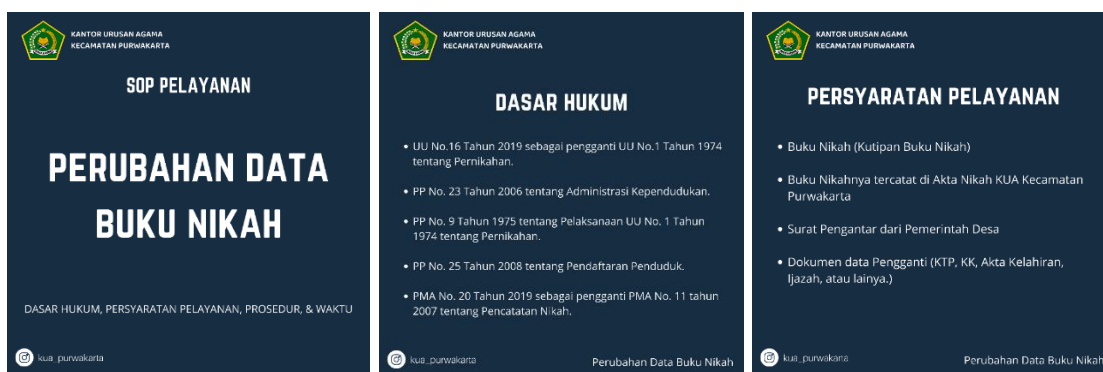 KANTOR URUSAN AGAMA
KECAMATAN PURWAKARTA
SOP PELAYANAN
PERUBAHAN DATA
BUKU NIKAH
DASAR HUKUM, PERSYARATAN PELAYANAN, PROSEDUR, & WAKTU
kua_purwakarta
KANTOR URUSAN AGAMA
KECAMATAN PURWAKARTA
DASAR HUKUM
• UU No.16 Tahun 2019 sebagai pengganti UU No.1 Tahun 1974
tentang Pernikahan.
• PP No. 23 Tahun 2006 tentang Administrasi Kependudukan.
• PP No. 9 Tahun 1975 tentang Pelaksanaan UU No. 1 Tahun
1974 tentang Pernikahan.
• PP No. 25 Tahun 2008 tentang Pendaftaran Penduduk.
• PMA No. 20 Tahun 2019 sebagai pengganti PMA No. 11 tahun
2007 tentang Pencatatan Nikah.
kua_purwakarta
Perubahan Data Buku Nikah
KANTOR URUSAN AGAMA
KECAMATAN PURWAKARTA
PERSYARATAN PELAYANAN
• Buku Nikah (Kutipan Buku Nikah)
• Buku Nikahnya tercatat di Akta Nikah KUA Kecamatan
Purwakarta
• Surat Pengantar dari Pemerintah Desa
• Dokumen data Pengganti (KTP, KK, Akta Kelahiran,
Ijazah, atau lainya.)
kua_purwakarta
Perubahan Data Buku Nikah